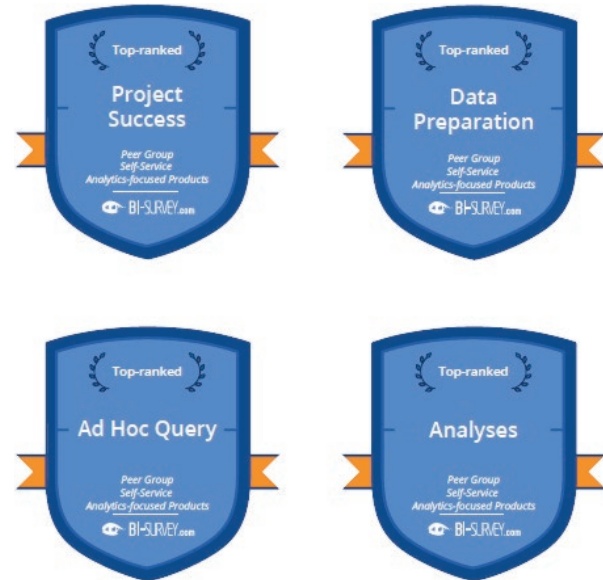 Top-ranked
Project
Success
Peer Group
Self-Service
Analytics-focused Products
BI-SURVEY.com
Top-ranked
Data
Preparation
Peer Group
Self-Service
Analytics-focused Products
BI-SURVEY.com
Top-ranked
Ad Hoc Query
Peer Group
Self-Service
Analytics-focused Products
BI-SURVEY.com
Top-ranked
Analyses
Peer Group
Self-Service
Analytics-focused Products
BI-SURVEY.com